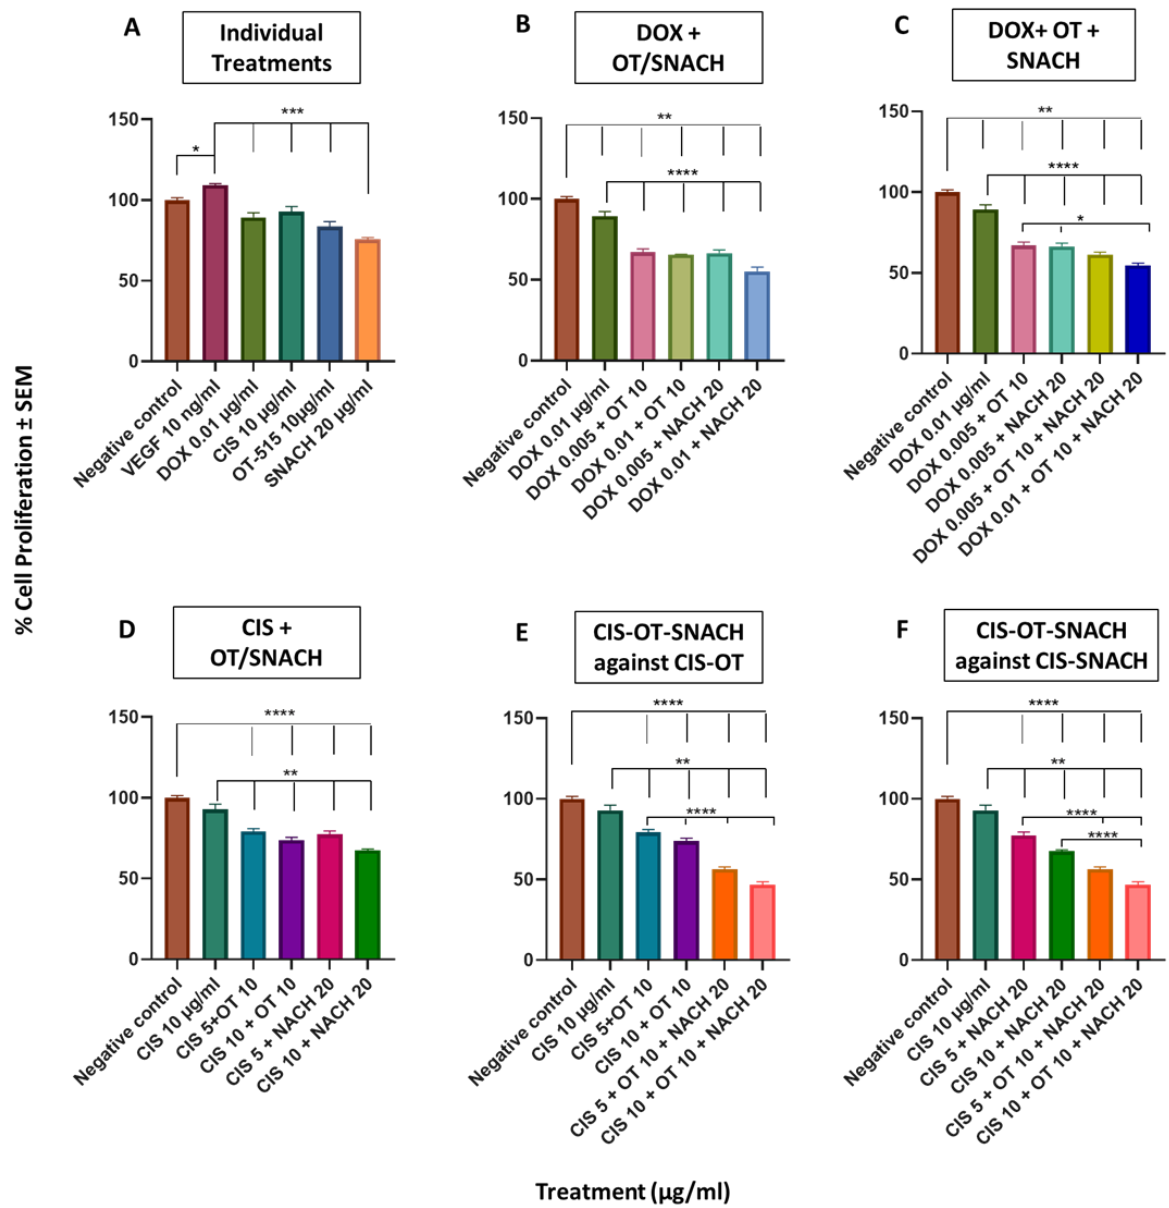 A
Individual
Treatments
150
100
50
0
*
***
Negative control
VEGF 10 ng/ml
DOX 0.01 µg/ml
CIS 10 µg/ml
OT-515 10µg/ml
SNACH 20 µg/ml
B
DOX +
OT/SNACH
150
100
50
0
**
****
Negative control
DOX 0.01 µg/ml
DOX 0.005 + OT 10
DOX 0.01 + OT 10
DOX 0.005 + NACH 20
DOX 0.01 + NACH 20
C
DOX+ OT +
SNACH
150
100
50
0
**
****
*
Negative control
DOX 0.01 µg/ml
DOX 0.005 + OT 10
DOX 0.005 + NACH 20
DOX 0.005 + OT 10 + NACH 20
DOX 0.01 + OT 10 + NACH 20
% Cell Proliferation ± SEM
D
CIS +
OT/SNACH
150
100
50
0
****
**
Negative control
CIS 10 µg/ml
CIS 5+OT 10
CIS 10 + OT 10
CIS 5 + NACH 20
CIS 10 + NACH 20
E
CIS-OT-SNACH
against CIS-OT
150
100
50
0
****
**
****
Negative control
CIS 10 µg/ml
CIS 5+OT 10
CIS 10 + OT 10
CIS 5 + OT 10 + NACH 20
CIS 10 + OT 10 + NACH 20
F
CIS-OT-SNACH
against CIS-SNACH
150
100
50
0
****
**
****
****
Negative control
CIS 10 µg/ml
CIS 5 + NACH 20
CIS 10 + NACH 20
CIS 5 + OT 10 + NACH 20
CIS 10 + OT 10 + NACH 20
Treatment (µg/ml)